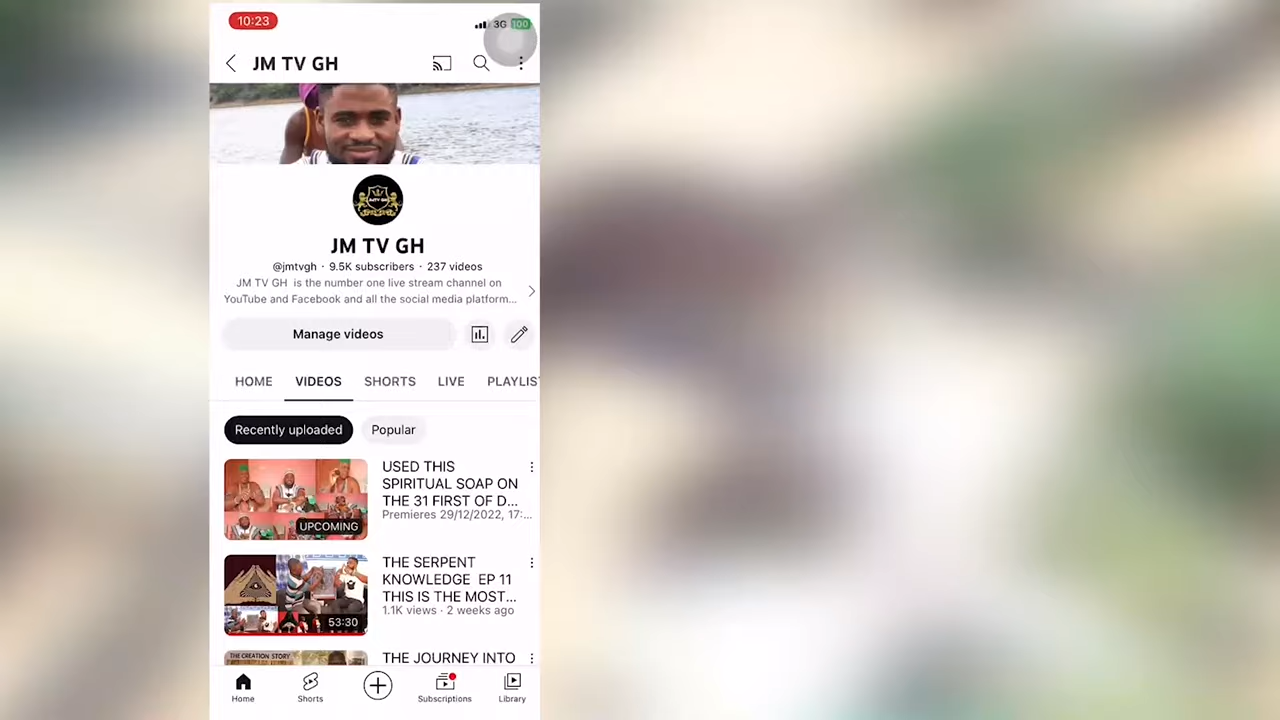 10:23
3G 100
JM TV GH
JM TV GH
@jmtvgh · 9.5K subscribers · 237 videos
JM TV GH is the number one live stream channel on
YouTube and Facebook and all the social media platform...
Manage videos
HOME VIDEOS SHORTS LIVE PLAYLIS
Recently uploaded Popular
USED THIS
SPIRITUAL SOAP ON
THE 31 FIRST OF D...
Premieres 29/12/2022, 17:...
UPCOMING
THE SERPENT
KNOWLEDGE EP 11
THIS IS THE MOST...
1.1K views · 2 weeks ago
53:30
THE CREATION STORY
THE JOURNEY INTO
Home Shorts Subscriptions Library